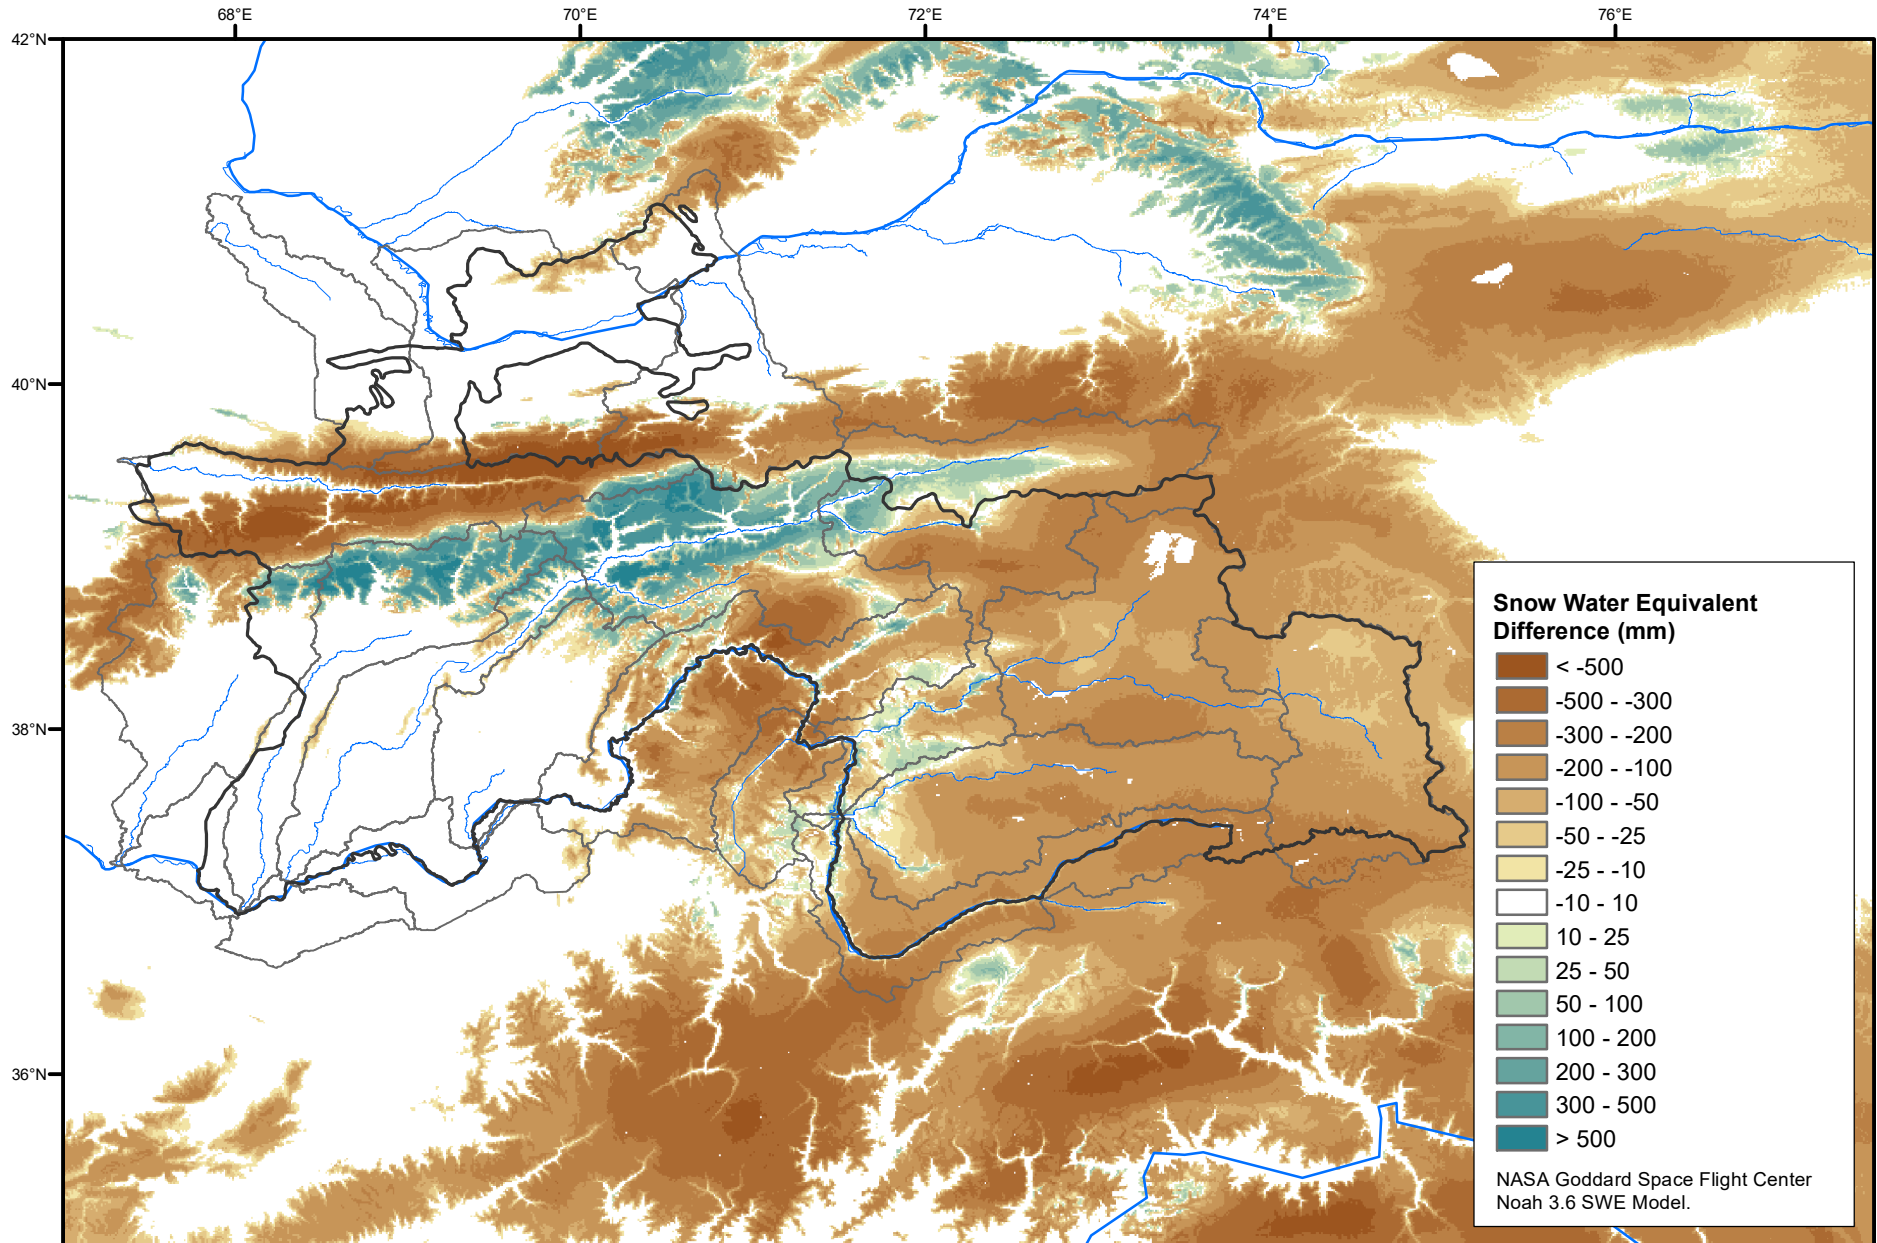 68°E
70°E
72°E
74°E
76°E
42°N
40°N
38°N
36°N
Snow Water Equivalent
Difference (mm)
< -500
-500 - -300
-300 - -200
-200 - -100
-100 - -50
-50 - -25
-25 - -10
-10 - 10
10 - 25
25 - 50
50 - 100
100 - 200
200 - 300
300 - 500
> 500
NASA Goddard Space Flight Center
Noah 3.6 SWE Model.